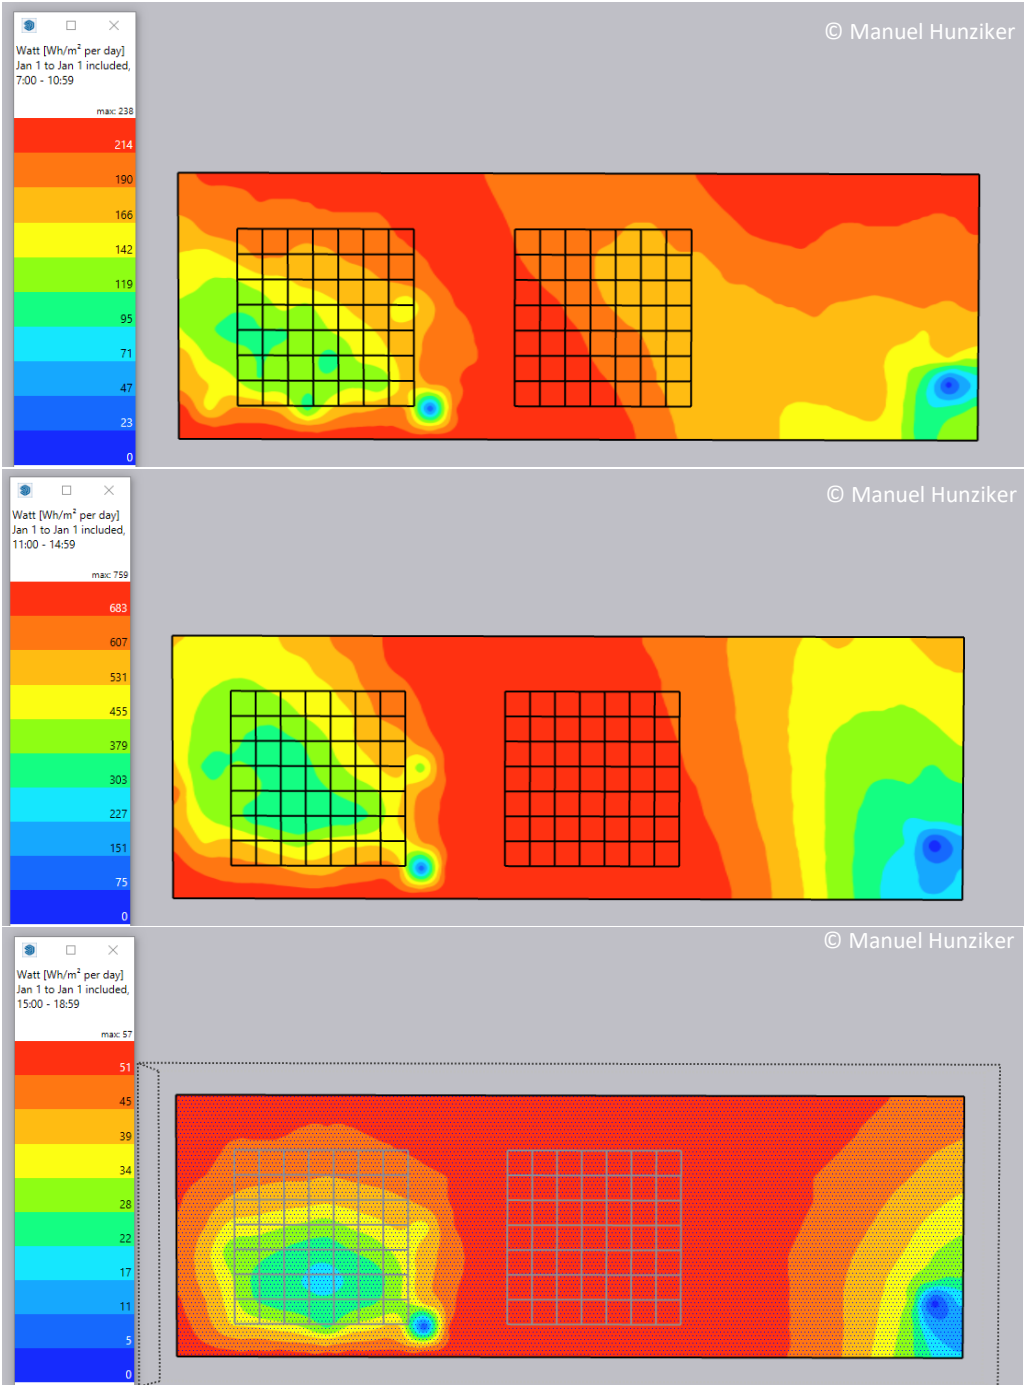 © Manuel Hunziker
Watt [Wh/m² per day]
Jan 1 to Jan 1 included,
7:00 - 10:59
max: 238
214
190
166
142
119
95
71
47
23
0
© Manuel Hunziker
Watt [Wh/m² per day]
Jan 1 to Jan 1 included,
11:00 - 14:59
max: 759
683
607
531
455
379
303
227
151
75
0
© Manuel Hunziker
Watt [Wh/m² per day]
Jan 1 to Jan 1 included,
15:00 - 18:59
max: 57
51
45
39
34
28
22
17
11
5
0